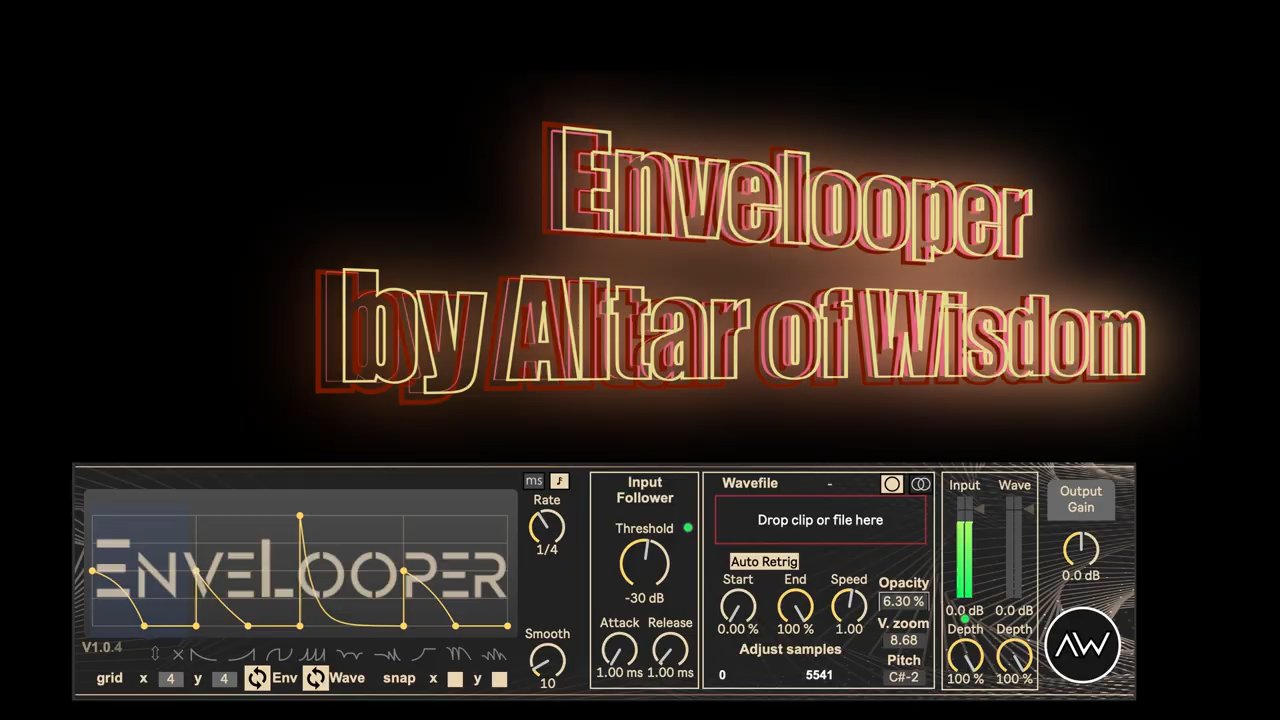 Envelooper
by Altar of Wisdom
ENVELOOPER
V1.0.4
grid x 4 y 4 Env Wave snap x y
ms
Rate
1/4
Smooth
10
Input
Follower
Threshold
-30 dB
Attack Release
1.00 ms 1.00 ms
Wavefile -
Drop clip or file here
Auto Retrig
Start End Speed
0.00 % 100 % 1.00
Adjust samples
0 5541
Opacity
6.30 %
V. zoom
8.68
Pitch
C#-2
Input Wave
0.0 dB 0.0 dB
Depth Depth
100 % 100 %
Output
Gain
0.0 dB
AW